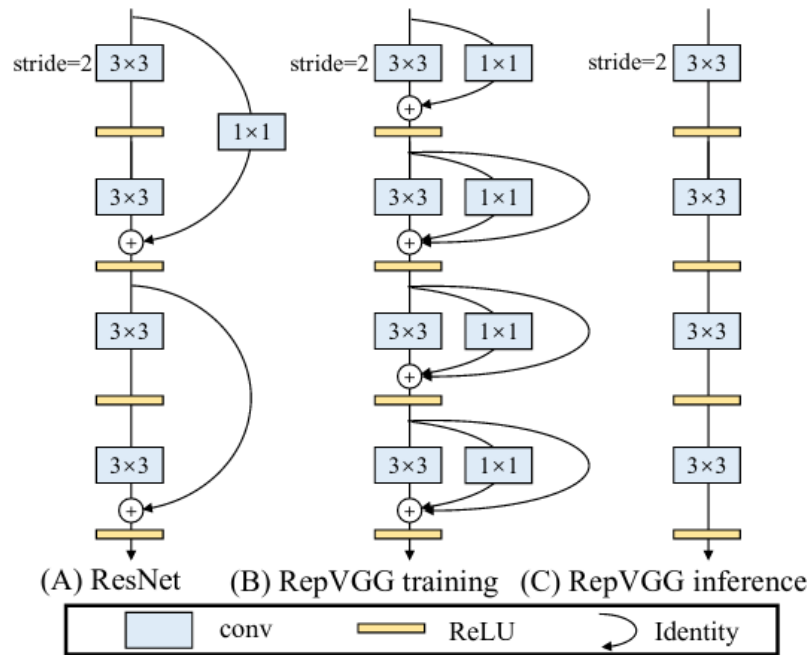 stride=2 3×3 stride=2 3×3 1×1 stride=2 3×3
1×1
3×3 3×3 1×1 3×3
+ +
+ +
3×3 3×3 1×1 3×3
+
3×3 3×3 1×1 3×3
+ +
(A) ResNet (B) RepVGG training (C) RepVGG inference
conv ReLU Identity